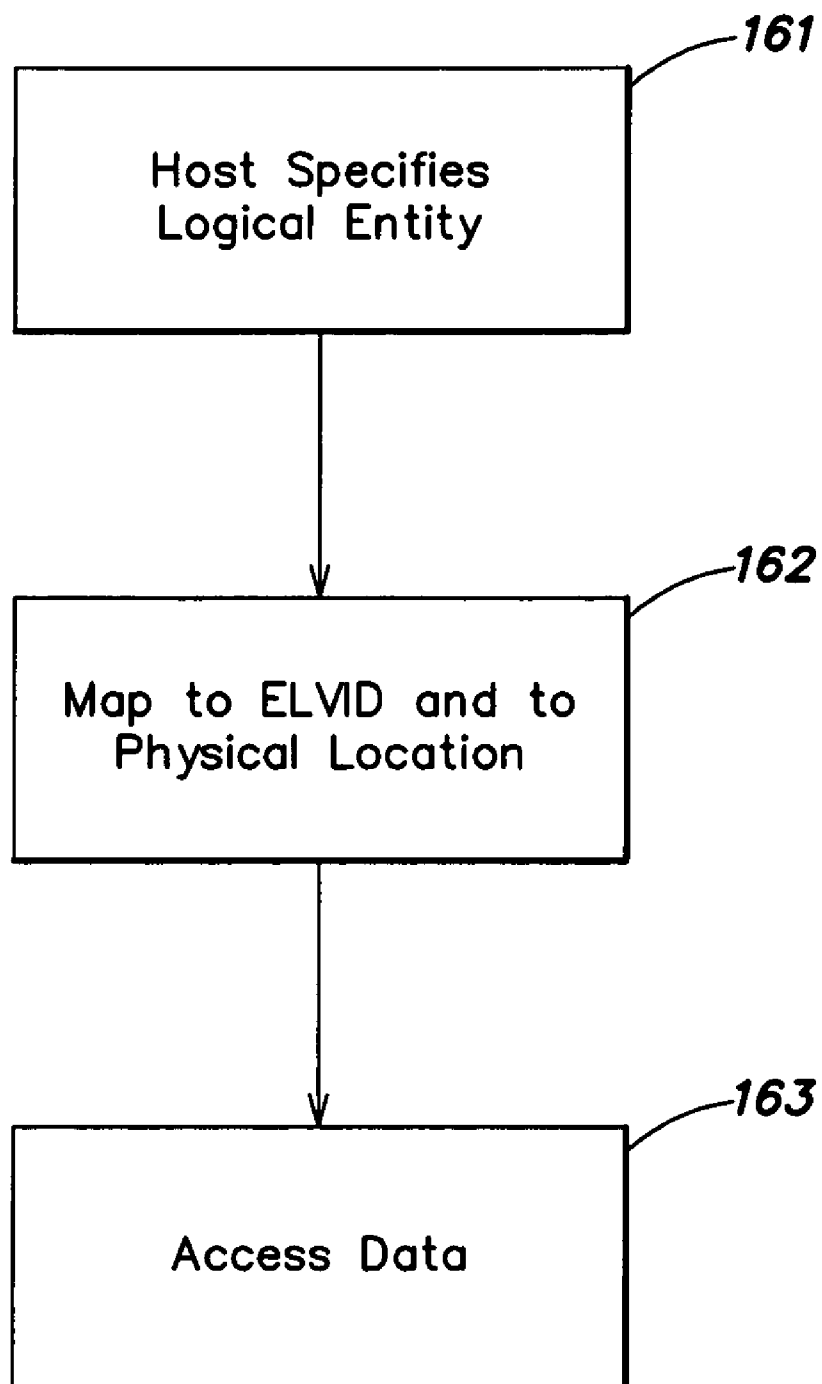 161
Host Specifies
Logical Entity
162
Map to ELVID and to
Physical Location
163
Access Data